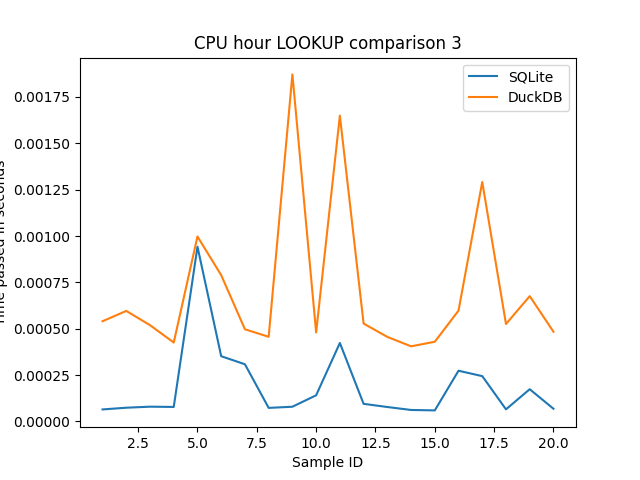 CPU hour LOOKUP comparison 3
SQLite
DuckDB
0.00175
0.00150
0.00125
0.00100
0.00075
0.00050
0.00025
0.00000
Time passed in seconds
2.5 5.0 7.5 10.0 12.5 15.0 17.5 20.0
Sample ID